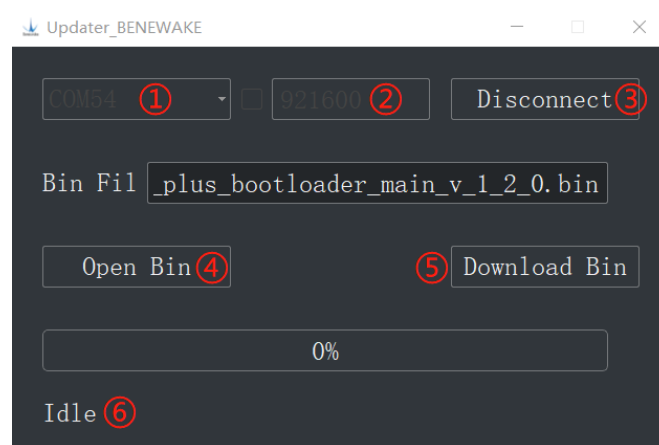 Updater_BENEWAKE
COM54 ① 921600 ② Disconnect ③
Bin Fil _plus_bootloader_main_v_1_2_0.bin
Open Bin ④ ⑤ Download Bin
0%
Idle ⑥